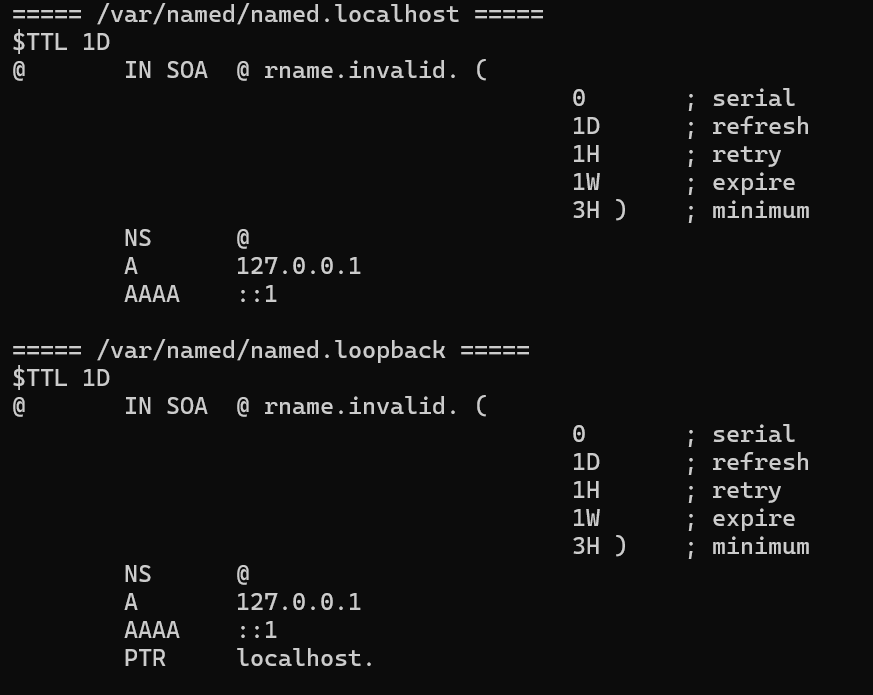 ===== /var/named/named.localhost =====
$TTL 1D
@       IN SOA  @ rname.invalid. (
                                        0       ; serial
                                        1D      ; refresh
                                        1H      ; retry
                                        1W      ; expire
                                        3H )    ; minimum
        NS      @
        A       127.0.0.1
        AAAA    ::1

===== /var/named/named.loopback =====
$TTL 1D
@       IN SOA  @ rname.invalid. (
                                        0       ; serial
                                        1D      ; refresh
                                        1H      ; retry
                                        1W      ; expire
                                        3H )    ; minimum
        NS      @
        A       127.0.0.1
        AAAA    ::1
        PTR     localhost.